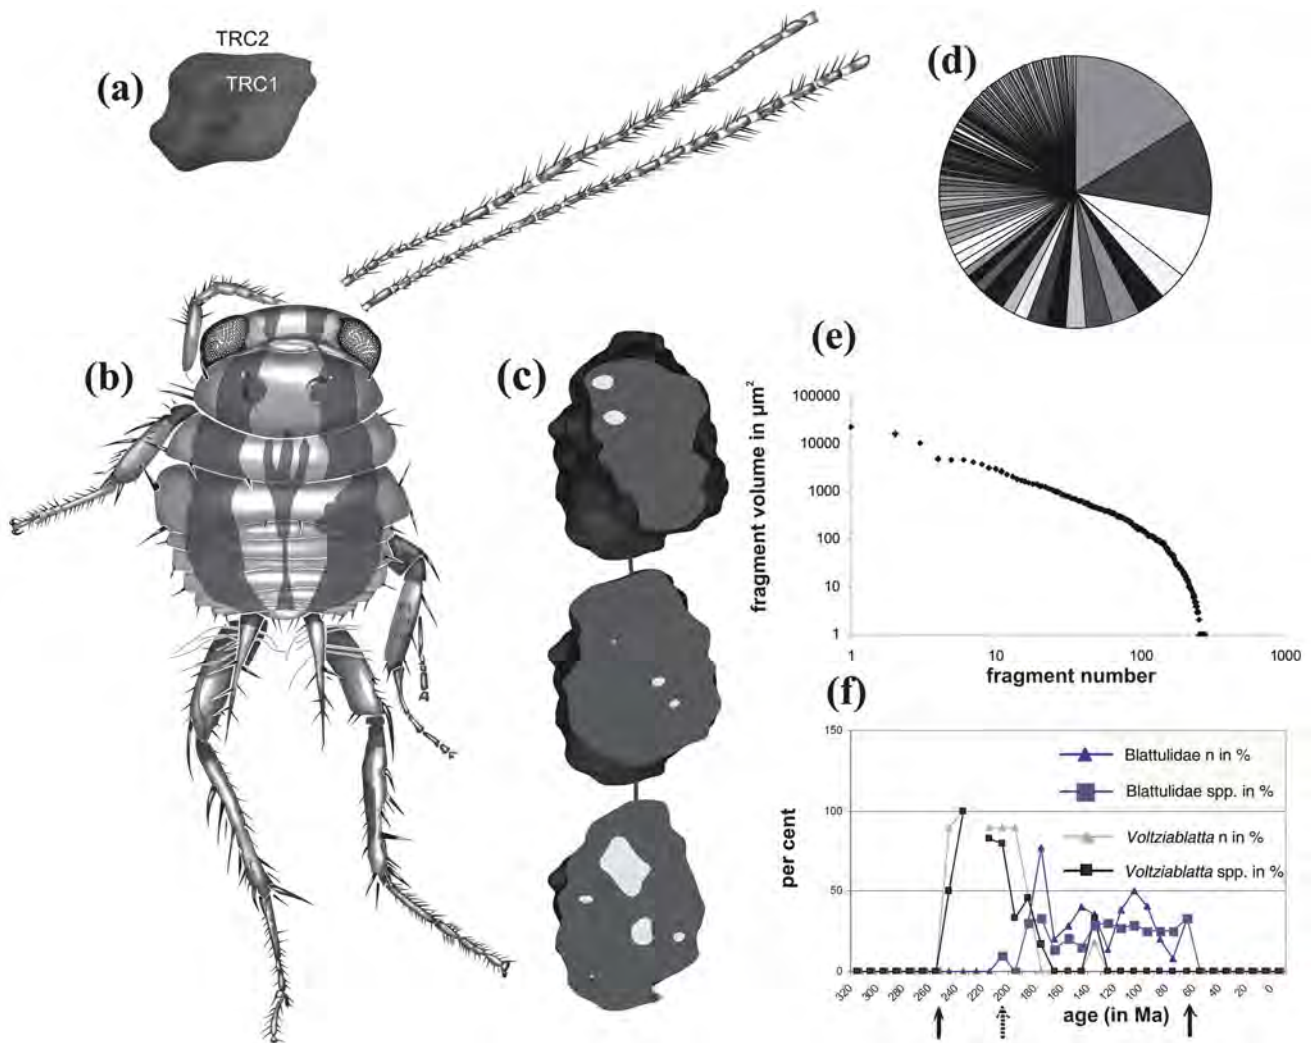 (a)
TRC2
TRC1
(b)
(c)
(d)
(e)
fragment volume in µm²
100000
10000
1000
100
10
1
1 10 100 1000
fragment number
(f)
per cent
150
100
50
0
Blattulidae n in %
Blattulidae spp. in %
Voltziablatta n in %
Voltziablatta spp. in %
320 300 280 260 240 220 200 180 160 140 120 100 80 60 40 20 0
age (in Ma)